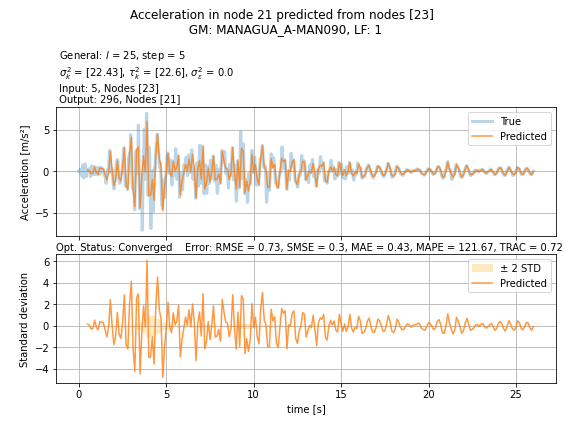 Acceleration in node 21 predicted from nodes [23]
GM: MANAGUA_A-MAN090, LF: 1
General: l = 25, step = 5
σ²ₖ = [22.43], τ²ₖ = [22.6], σ²ε = 0.0
Input: 5, Nodes [23]
Output: 296, Nodes [21]
Acceleration [m/s²]
5
0
−5
True
Predicted
Opt. Status: Converged    Error: RMSE = 0.73, SMSE = 0.3, MAE = 0.43, MAPE = 121.67, TRAC = 0.72
Standard deviation
6
4
2
0
−2
−4
± 2 STD
Predicted
0 5 10 15 20 25
time [s]